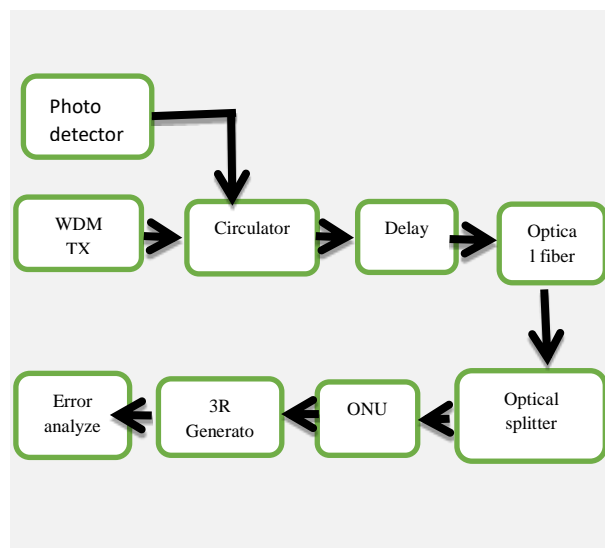 Photo
detector
WDM
TX
Circulator
Delay
Optica
l fiber
Error
analyze
3R
Generato
ONU
Optical
splitter